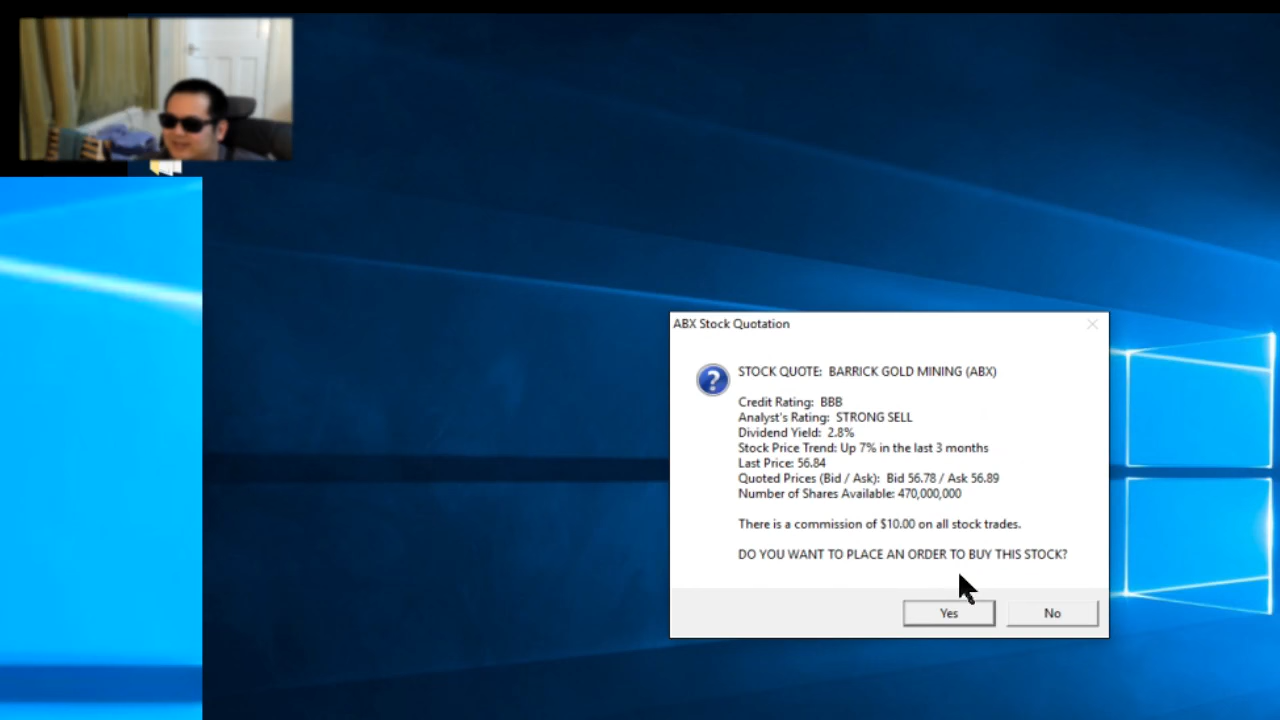 ABX Stock Quotation
STOCK QUOTE:  BARRICK GOLD MINING (ABX)
Credit Rating:  BBB
Analyst's Rating:  STRONG SELL
Dividend Yield:  2.8%
Stock Price Trend: Up 7% in the last 3 months
Last Price: 56.84
Quoted Prices (Bid / Ask):  Bid 56.78 / Ask 56.89
Number of Shares Available: 470,000,000
There is a commission of $10.00 on all stock trades.
DO YOU WANT TO PLACE AN ORDER TO BUY THIS STOCK?
Yes
No